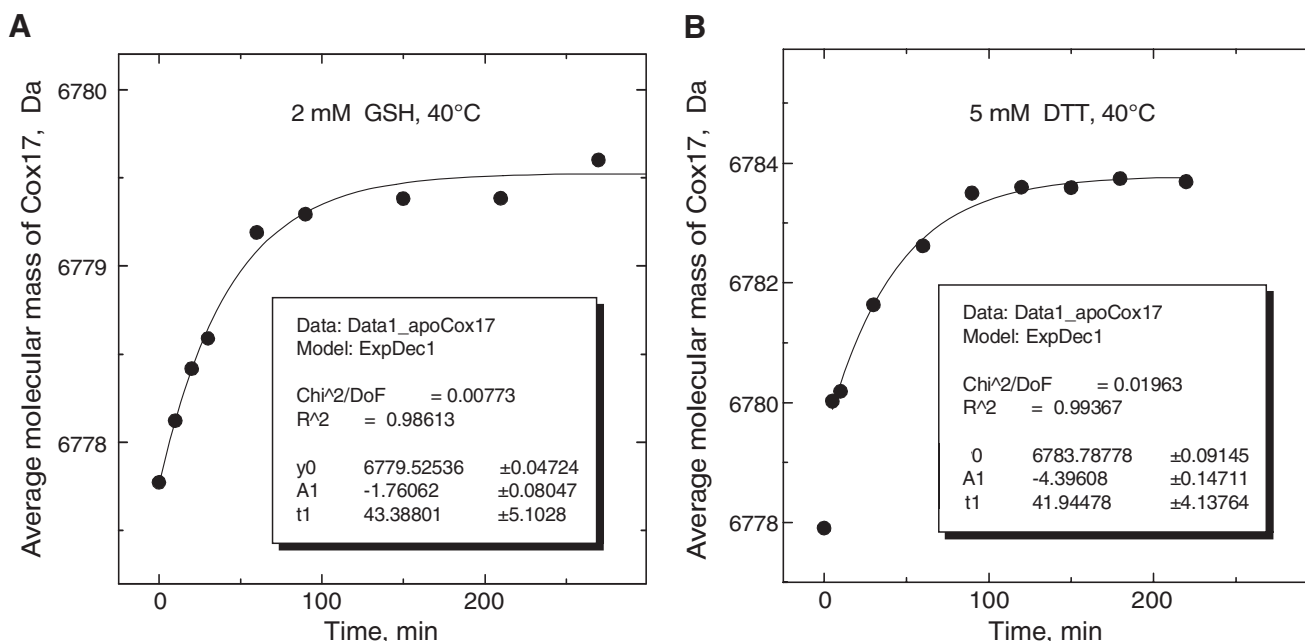 A
Average molecular mass of Cox17, Da
6780
6779
6778
2 mM GSH, 40°C
Data: Data1_apoCox17
Model: ExpDec1
Chi^2/DoF = 0.00773
R^2 = 0.98613
y0 6779.52536 ±0.04724
A1 -1.76062 ±0.08047
t1 43.38801 ±5.1028
0 100 200
Time, min
B
Average molecular mass of Cox17, Da
6784
6782
6780
6778
5 mM DTT, 40°C
Data: Data1_apoCox17
Model: ExpDec1
Chi^2/DoF = 0.01963
R^2 = 0.99367
0 6783.78778 ±0.09145
A1 -4.39608 ±0.14711
t1 41.94478 ±4.13764
0 100 200
Time, min